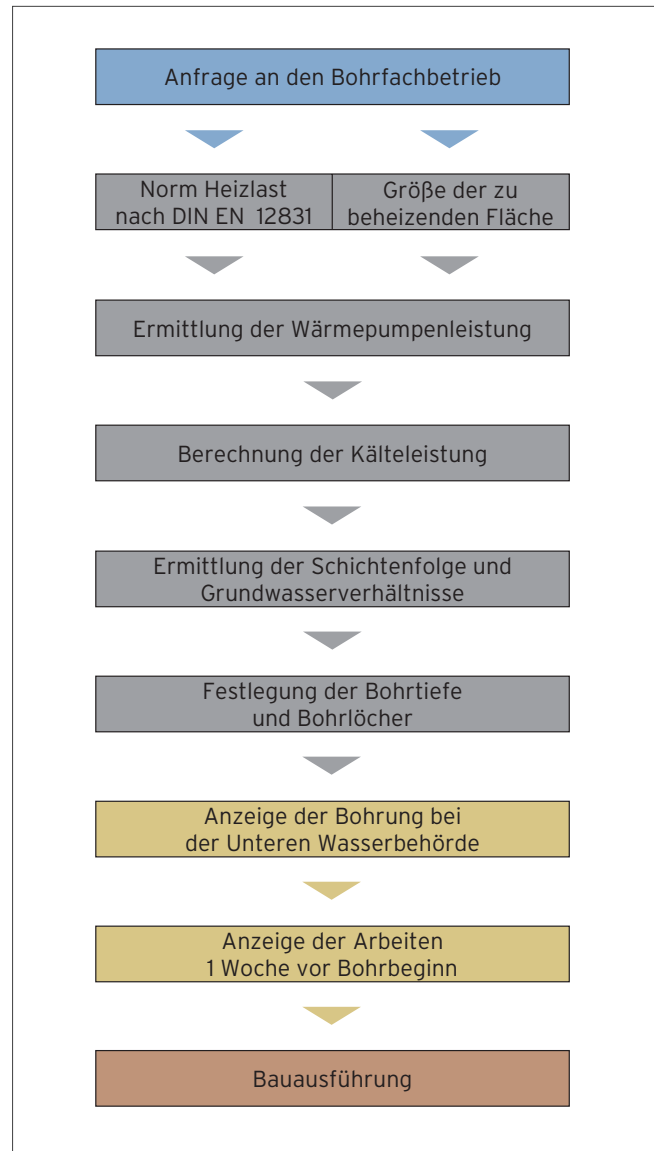 Anfrage an den Bohrfachbetrieb
Norm Heizlast
nach DIN EN 12831
Größe der zu
beheizenden Fläche
Ermittlung der Wärmepumpenleistung
Berechnung der Kälteleistung
Ermittlung der Schichtenfolge und
Grundwasserverhältnisse
Festlegung der Bohrtiefe
und Bohrlöcher
Anzeige der Bohrung bei
der Unteren Wasserbehörde
Anzeige der Arbeiten
1 Woche vor Bohrbeginn
Bauausführung